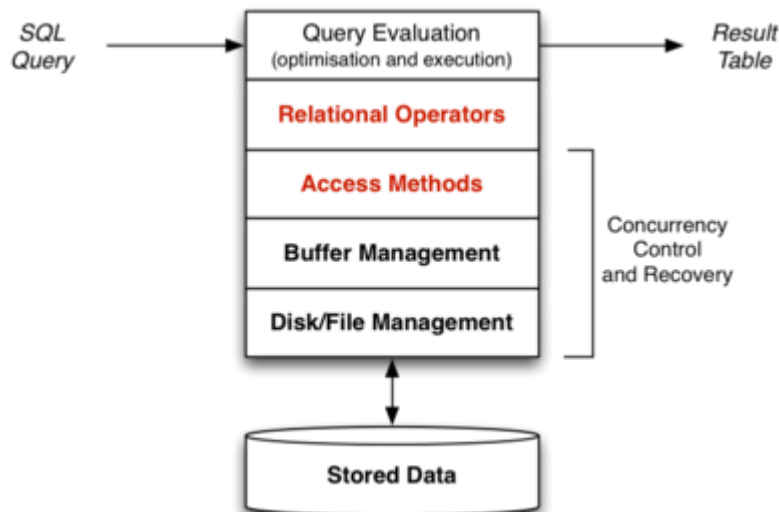 SQL
Query
Query Evaluation
(optimisation and execution)
Result
Table
Relational Operators
Access Methods
Buffer Management
Disk/File Management
Concurrency
Control
and Recovery
Stored Data